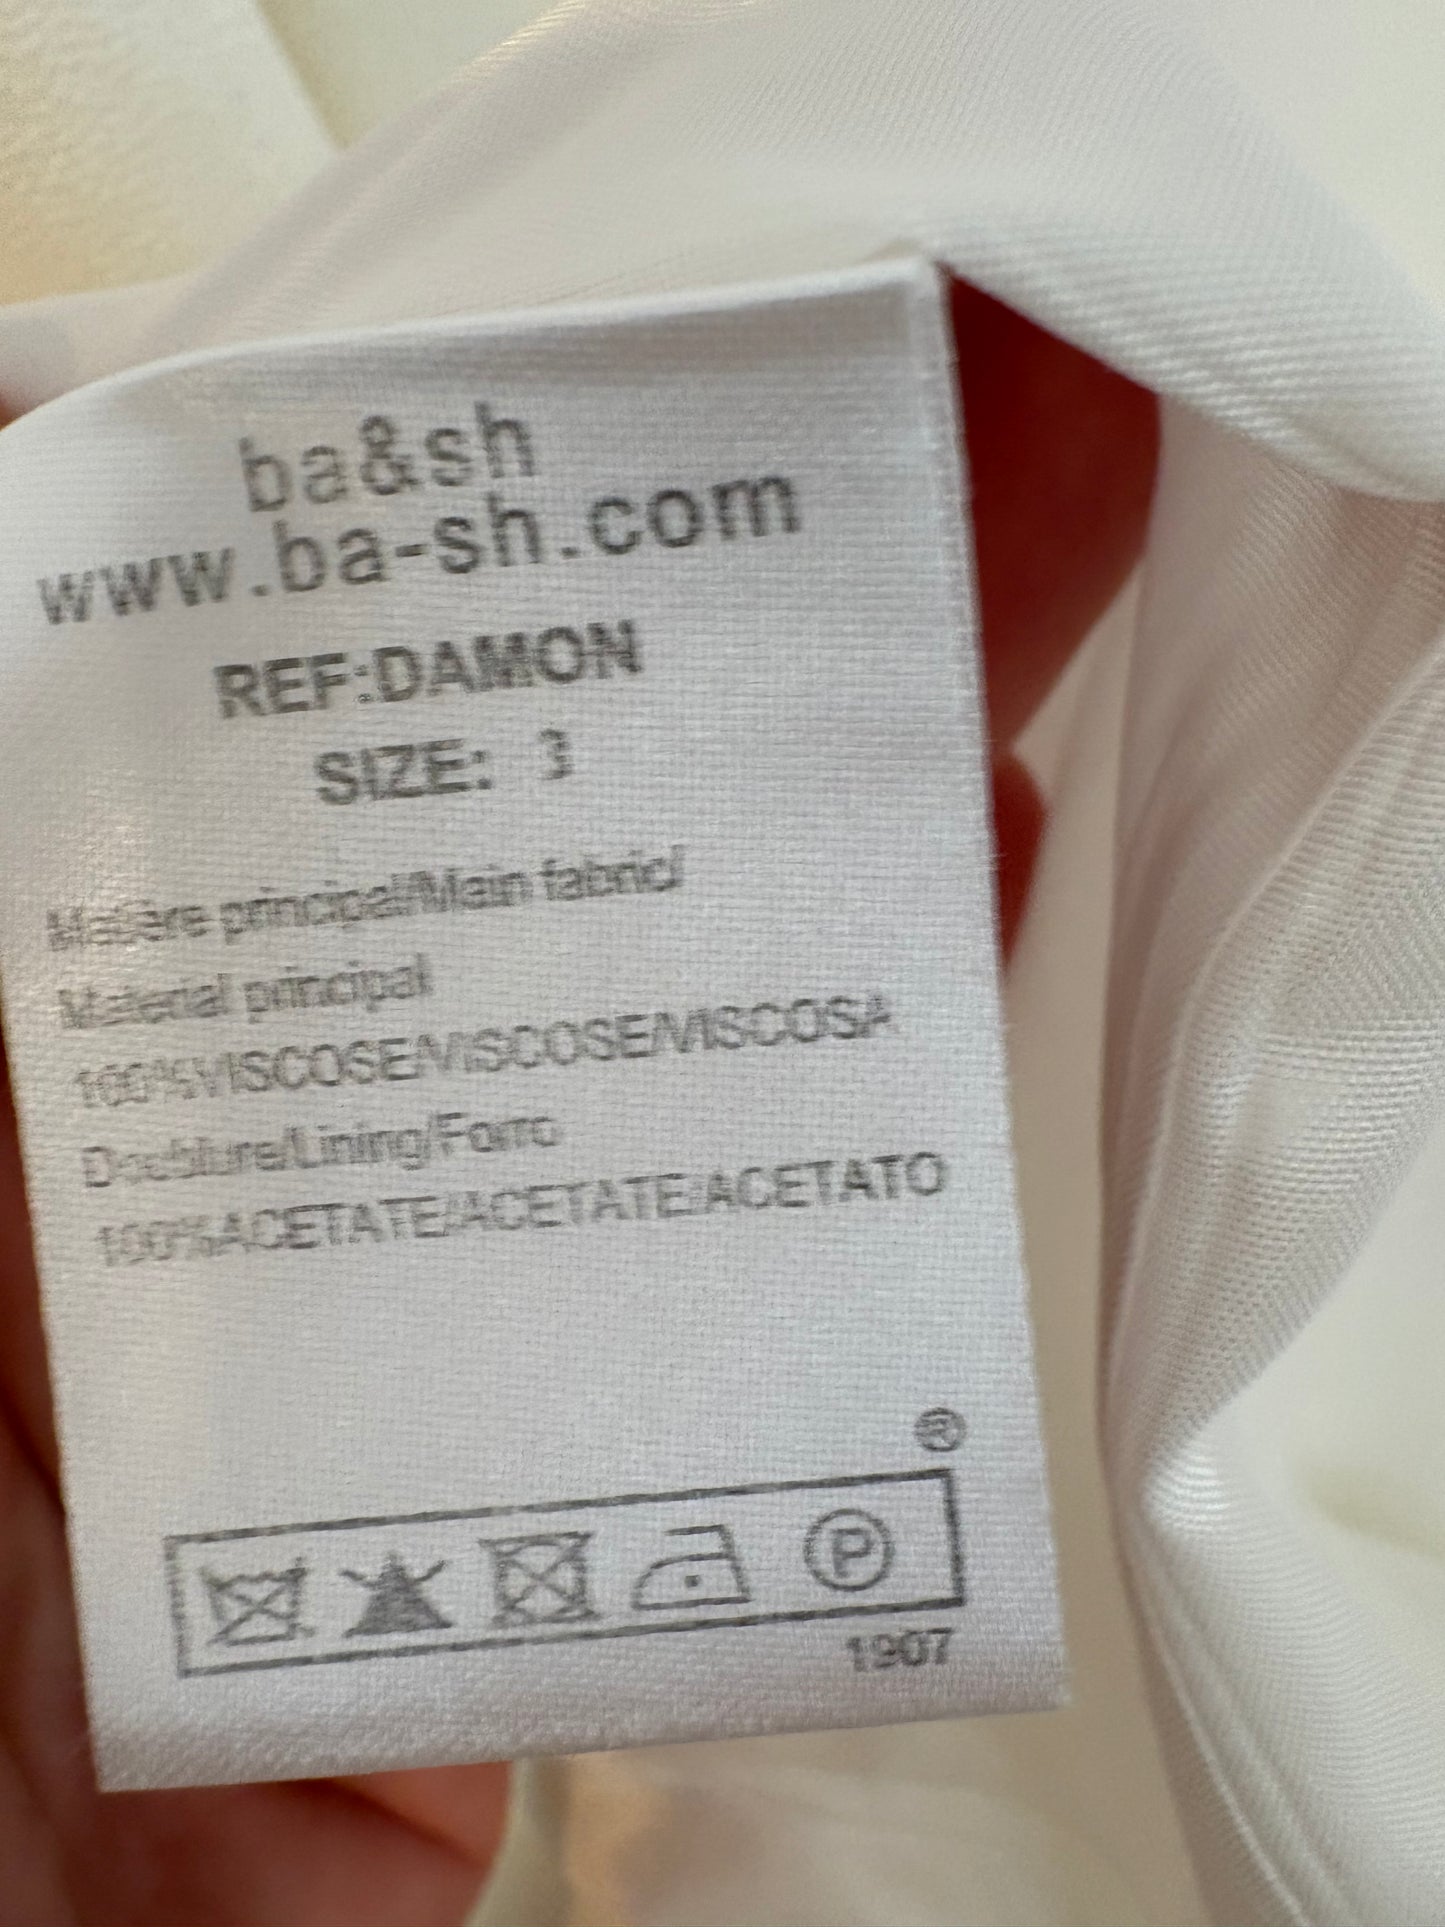 ba&sh
www.ba-sh.com
REF:DAMON
SIZE: 3
Matière principal/Main fabric/
Material principal
100%VISCOSE/VISCOSE/VISCOSA
Doublure/Lining/Forro
100%ACETATE/ACETATE/ACETATO
®
P
1907